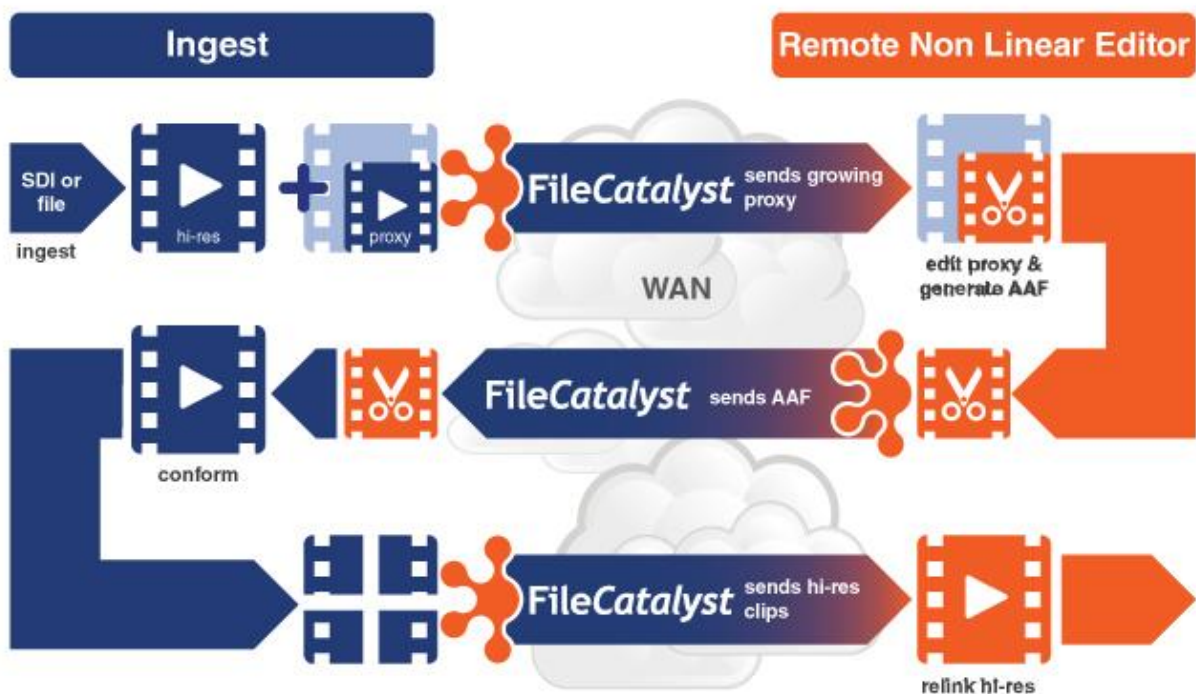 Ingest
Remote Non Linear Editor
SDI or
file
ingest
hi-res
proxy
FileCatalyst
sends growing
proxy
edit proxy &
generate AAF
WAN
FileCatalyst
sends AAF
conform
FileCatalyst
sends hi-res
clips
relink hi-res